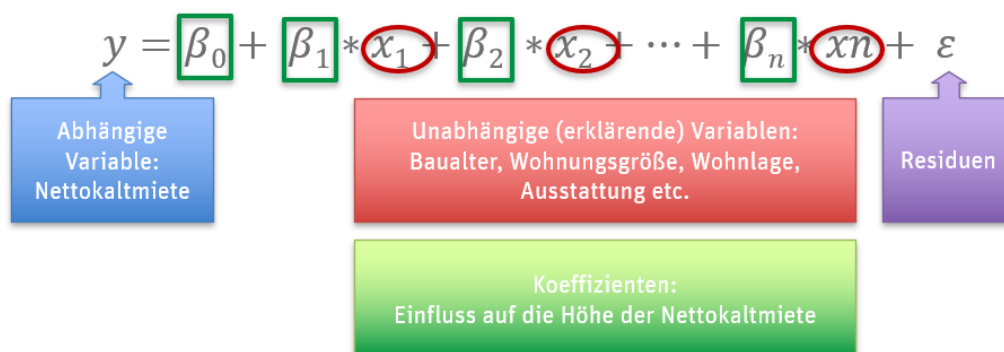 y = β₀ + β₁ * x₁ + β₂ * x₂ + ⋯ + βₙ * xn + ε
Abhängige
Variable:
Nettokaltmiete
Unabhängige (erklärende) Variablen:
Baualter, Wohnungsgröße, Wohnlage,
Ausstattung etc.
Residuen
Koeffizienten:
Einfluss auf die Höhe der Nettokaltmiete